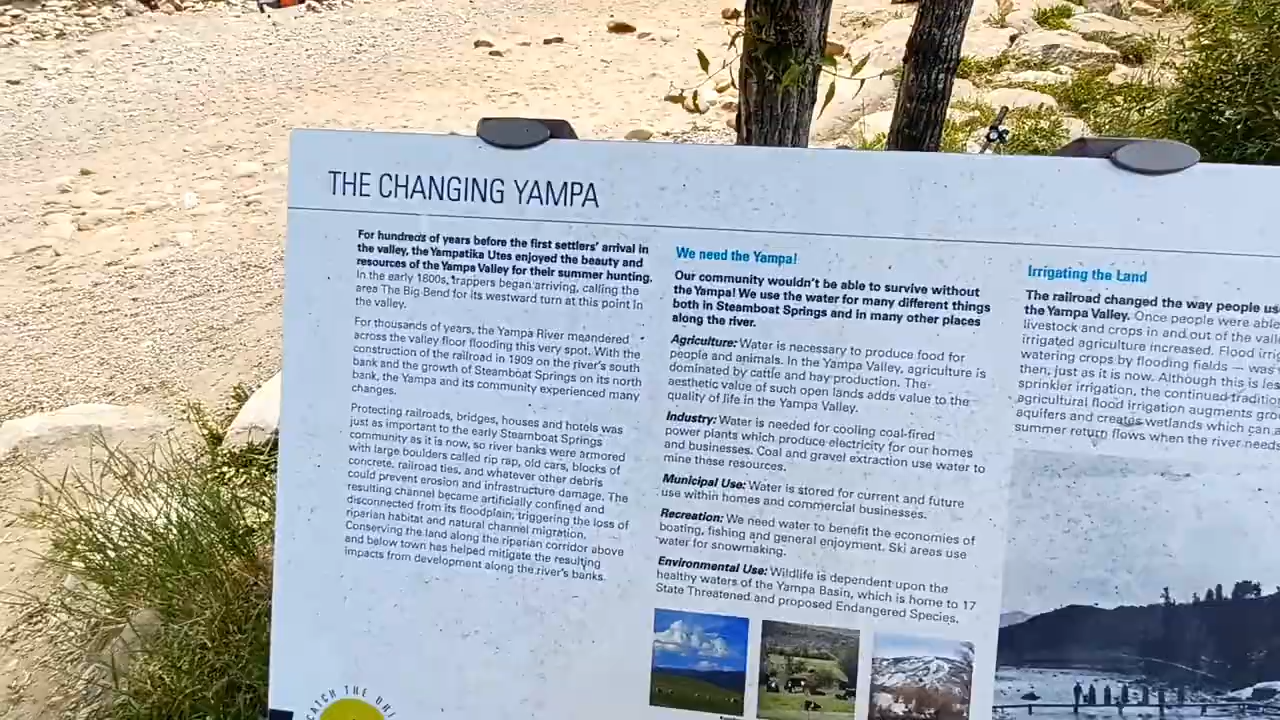 THE CHANGING YAMPA
For hundreds of years before the first settlers' arrival in
the valley, the Yampatika Utes enjoyed the beauty and
resources of the Yampa Valley for their summer hunting.
In the early 1800s, trappers began arriving, calling the
area The Big Bend for its westward turn at this point in
the valley.
For thousands of years, the Yampa River meandered
across the valley floor flooding this very spot. With the
construction of the railroad in 1909 on the river's south
bank and the growth of Steamboat Springs on its north
bank, the Yampa and its community experienced many
changes.
Protecting railroads, bridges, houses and hotels was
just as important to the early Steamboat Springs
community as it is now, so river banks were armored
with large boulders called rip rap, old cars, blocks of
concrete, railroad ties, and whatever other debris
could prevent erosion and infrastructure damage. The
resulting channel became artificially confined and
disconnected from its floodplain, triggering the loss of
riparian habitat and natural channel migration.
Conserving the land along the riparian corridor above
and below town has helped mitigate the resulting
impacts from development along the river's banks.
We need the Yampa!
Our community wouldn't be able to survive without
the Yampa! We use the water for many different things
both in Steamboat Springs and in many other places
along the river.
Agriculture: Water is necessary to produce food for
people and animals. In the Yampa Valley, agriculture is
dominated by cattle and hay production. The
aesthetic value of such open lands adds value to the
quality of life in the Yampa Valley.
Industry: Water is needed for cooling coal-fired
power plants which produce electricity for our homes
and businesses. Coal and gravel extraction use water to
mine these resources.
Municipal Use: Water is stored for current and future
use within homes and commercial businesses.
Recreation: We need water to benefit the economies of
boating, fishing and general enjoyment. Ski areas use
water for snowmaking.
Environmental Use: Wildlife is dependent upon the
healthy waters of the Yampa Basin, which is home to 17
State Threatened and proposed Endangered Species.
Irrigating the Land
The railroad changed the way people us
the Yampa Valley. Once people were able
livestock and crops in and out of the valle
irrigated agriculture increased. Flood irrig
watering crops by flooding fields — was
then, just as it is now. Although this is les
sprinkler irrigation, the continued traditio
agricultural flood irrigation augments gro
aquifers and creates wetlands which can a
summer return flows when the river needs
CATCH THE DRI